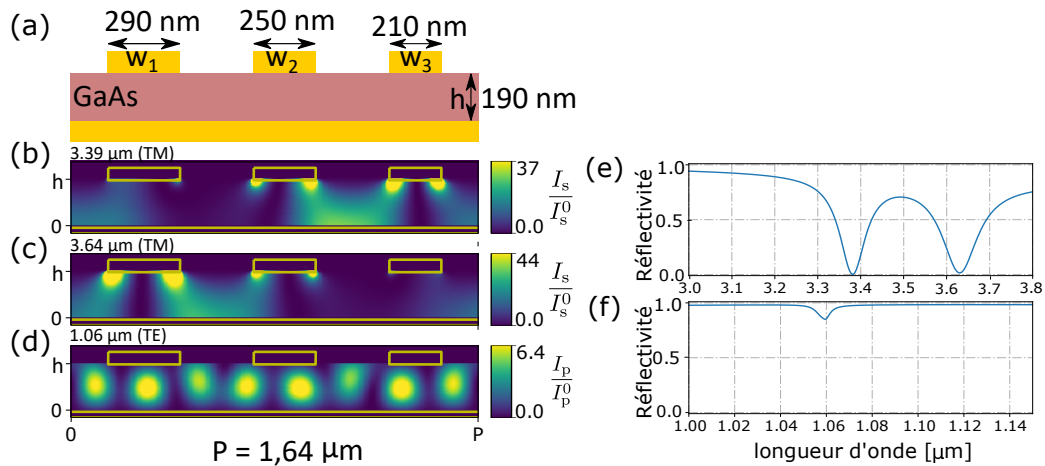 (a)
290 nm
250 nm
210 nm
w1
w2
w3
GaAs
h
190 nm
(b)
3.39 µm (TM)
h
0
37
0.0
Is
I0s
(c)
3.64 µm (TM)
h
0
44
0.0
Is
I0s
(d)
1.06 µm (TE)
h
0
6.4
0.0
Ip
I0p
0
P
P = 1,64 µm
(e)
Réflectivité
1.0
0.5
0.0
3.0 3.1 3.2 3.3 3.4 3.5 3.6 3.7 3.8
(f)
Réflectivité
1.0
0.5
0.0
1.00 1.02 1.04 1.06 1.08 1.10 1.12 1.14
longueur d'onde [µm]